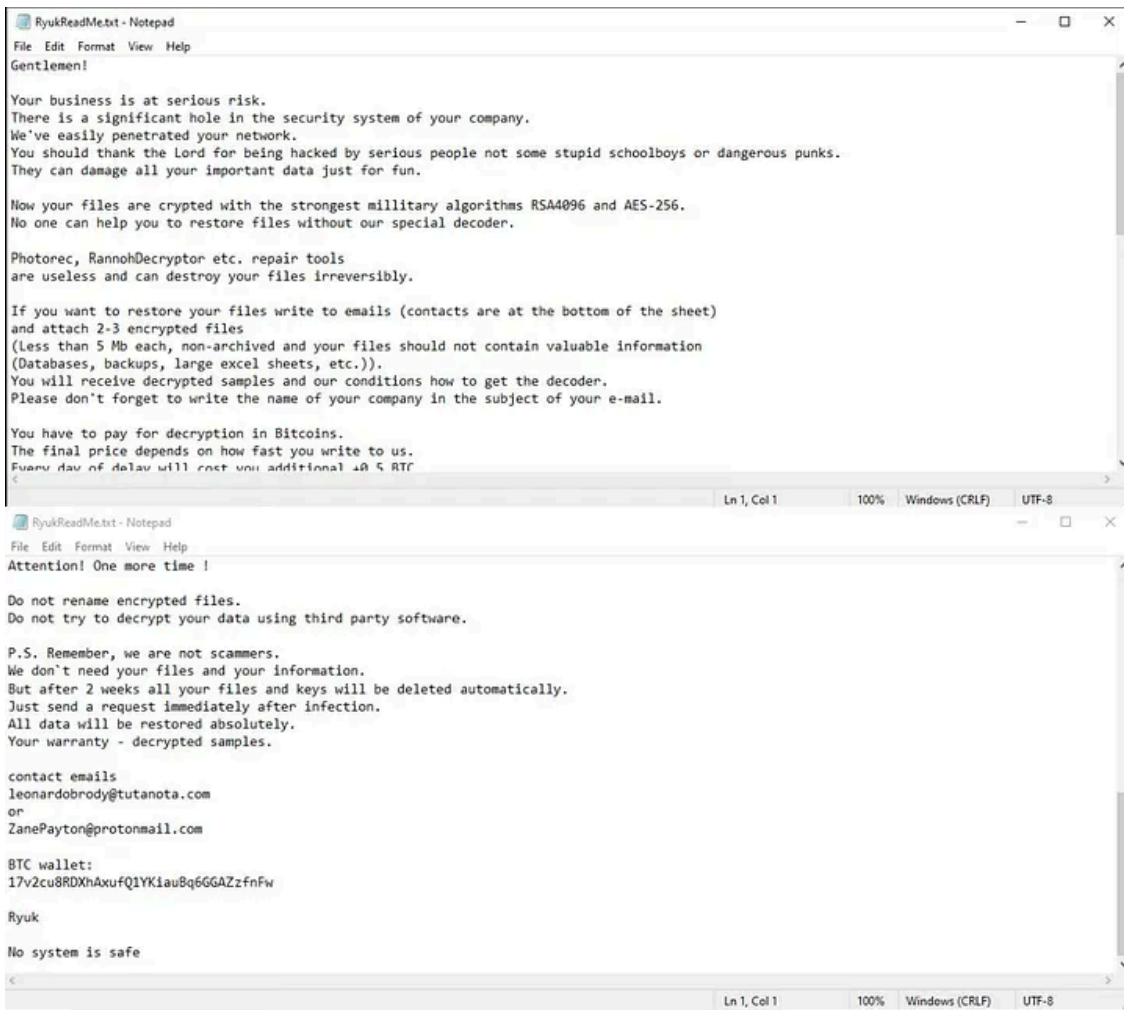 RyukReadMe.txt - Notepad
File Edit Format View Help
Gentlemen!
Your business is at serious risk.
There is a significant hole in the security system of your company.
We've easily penetrated your network.
You should thank the Lord for being hacked by serious people not some stupid schoolboys or dangerous punks.
They can damage all your important data just for fun.
Now your files are crypted with the strongest millitary algorithms RSA4096 and AES-256.
No one can help you to restore files without our special decoder.
Photorec, RannohDecryptor etc. repair tools
are useless and can destroy your files irreversibly.
If you want to restore your files write to emails (contacts are at the bottom of the sheet)
and attach 2-3 encrypted files
(Less than 5 Mb each, non-archived and your files should not contain valuable information
(Databases, backups, large excel sheets, etc.)).
You will receive decrypted samples and our conditions how to get the decoder.
Please don't forget to write the name of your company in the subject of your e-mail.
You have to pay for decryption in Bitcoins.
The final price depends on how fast you write to us.
Every day of delay will cost you additional +0.5 BTC
Ln 1, Col 1 100% Windows (CRLF) UTF-8
RyukReadMe.txt - Notepad
File Edit Format View Help
Attention! One more time !
Do not rename encrypted files.
Do not try to decrypt your data using third party software.
P.S. Remember, we are not scammers.
We don`t need your files and your information.
But after 2 weeks all your files and keys will be deleted automatically.
Just send a request immediately after infection.
All data will be restored absolutely.
Your warranty - decrypted samples.
contact emails
leonardobrody@tutanota.com
or
ZanePayton@protonmail.com
BTC wallet:
17v2cu8RDXhAxufQ1YKiauBq6GGAZzfnFw
Ryuk
No system is safe
Ln 1, Col 1 100% Windows (CRLF) UTF-8